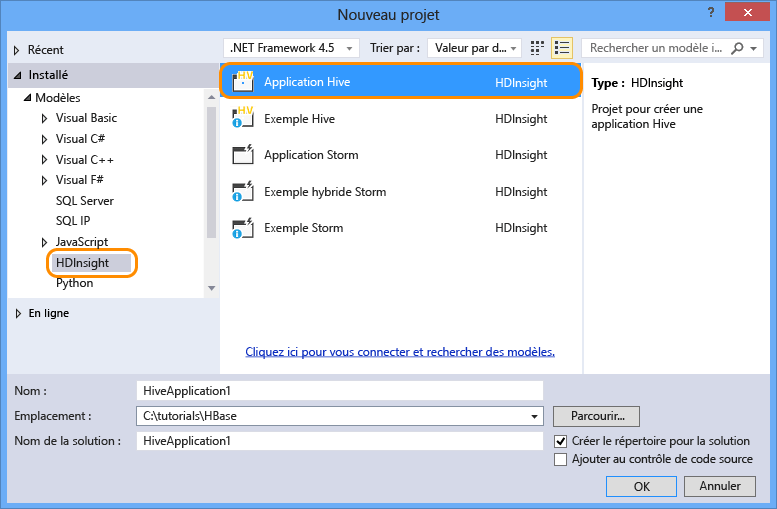 Nouveau projet
?
Récent
.NET Framework 4.5
Trier par :
Valeur par d...
Rechercher un modèle i...
Installé
Modèles
Visual Basic
Visual C#
Visual C++
Visual F#
SQL Server
SQL IP
JavaScript
HDInsight
Python
En ligne
Application Hive HDInsight
Exemple Hive HDInsight
Application Storm HDInsight
Exemple hybride Storm HDInsight
Exemple Storm HDInsight
Cliquez ici pour vous connecter et rechercher des modèles.
Type : HDInsight
Projet pour créer une
application Hive
Nom : HiveApplication1
Emplacement : C:\tutorials\HBase
Parcourir...
Nom de la solution : HiveApplication1
Créer le répertoire pour la solution
Ajouter au contrôle de code source
OK
Annuler